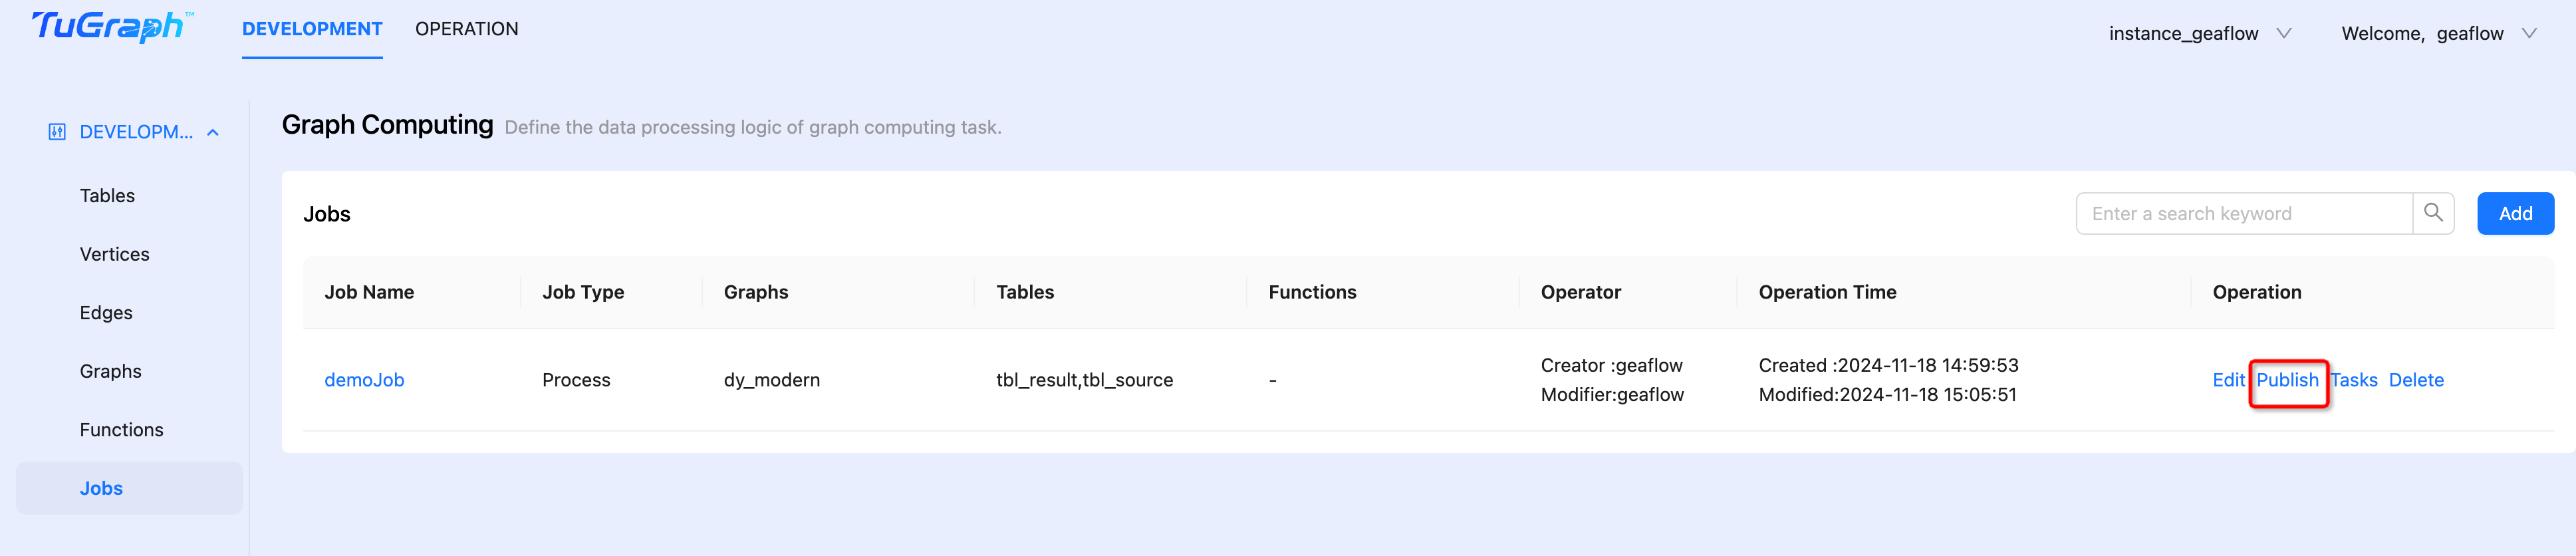 TuGraph™ DEVELOPMENT OPERATION instance_geaflow Welcome, geaflow
DEVELOPM...
Tables
Vertices
Edges
Graphs
Functions
Jobs
Graph Computing Define the data processing logic of graph computing task.
Jobs Enter a search keyword Add
Job Name Job Type Graphs Tables Functions Operator Operation Time Operation
demoJob Process dy_modern tbl_result,tbl_source - Creator :geaflow Created :2024-11-18 14:59:53 Edit Publish Tasks Delete
Modifier:geaflow Modified:2024-11-18 15:05:51